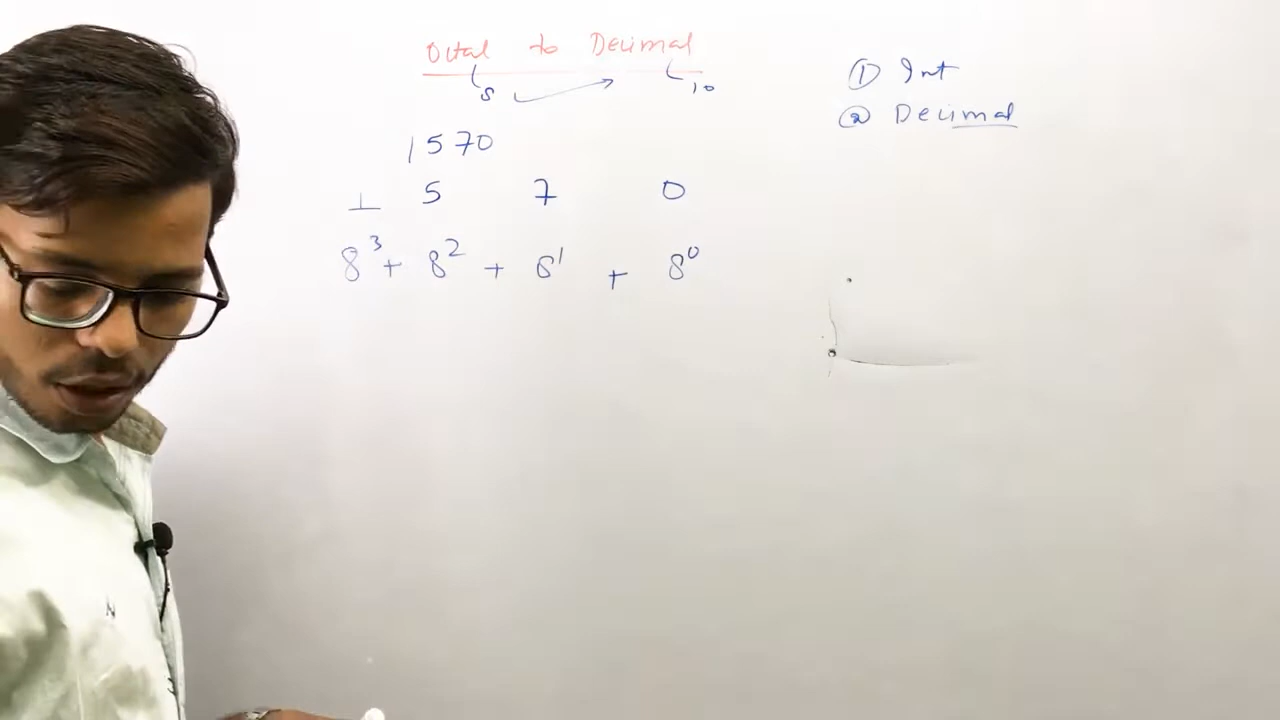 Octal to Decimal
8 10
1570
1 5 7 0
8³ + 8² + 8¹ + 8⁰
① Int
② Decimal
N